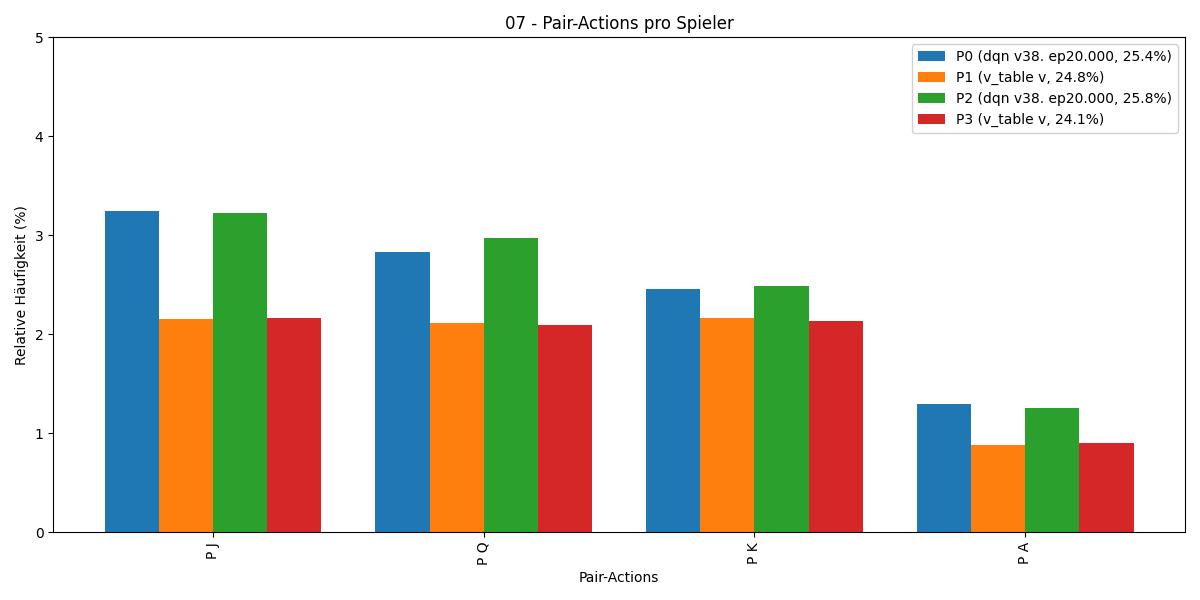 07 - Pair-Actions pro Spieler
5
4
3
2
1
0
Relative Häufigkeit (%)
P0 (dqn v38. ep20.000, 25.4%)
P1 (v_table v, 24.8%)
P2 (dqn v38. ep20.000, 25.8%)
P3 (v_table v, 24.1%)
P J
P Q
P K
P A
Pair-Actions